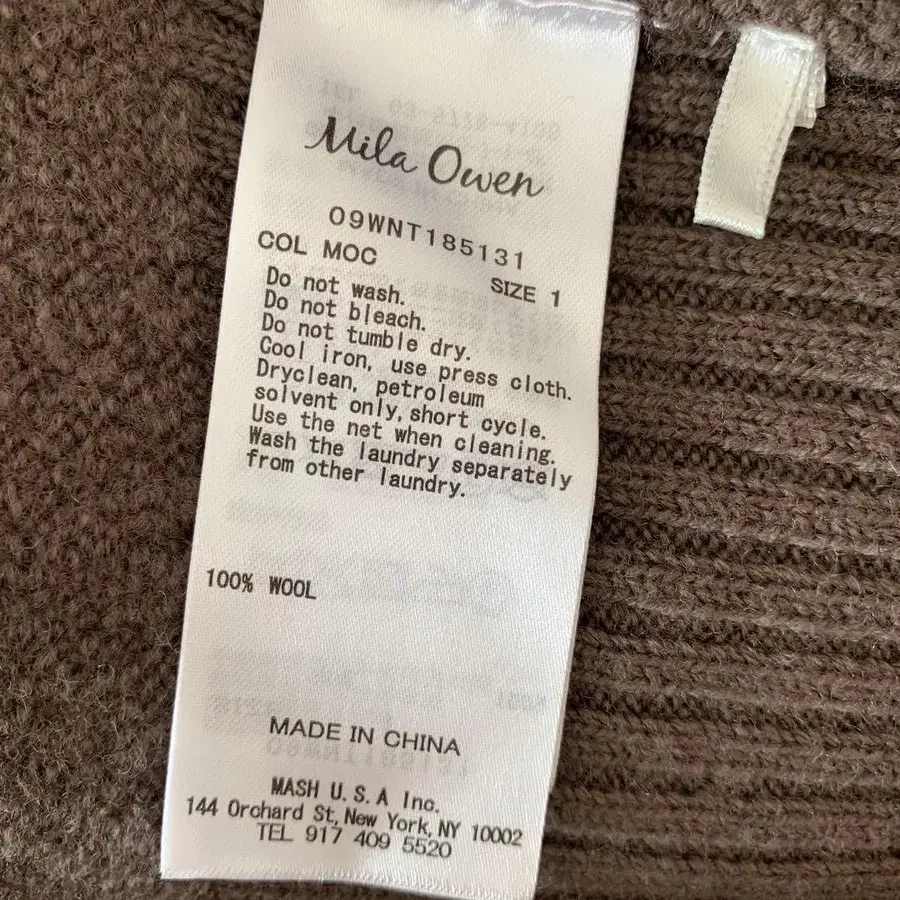 Mila Owen
09WNT185131
COL MOC
SIZE 1
Do not wash.
Do not bleach.
Do not tumble dry.
Cool iron, use press cloth.
Dryclean, petroleum
solvent only, short cycle.
Use the net when cleaning.
Wash the laundry separately
from other laundry.
100% WOOL
MADE IN CHINA
MASH U.S.A Inc.
144 Orchard St, New York, NY 10002
TEL 917 409 5520